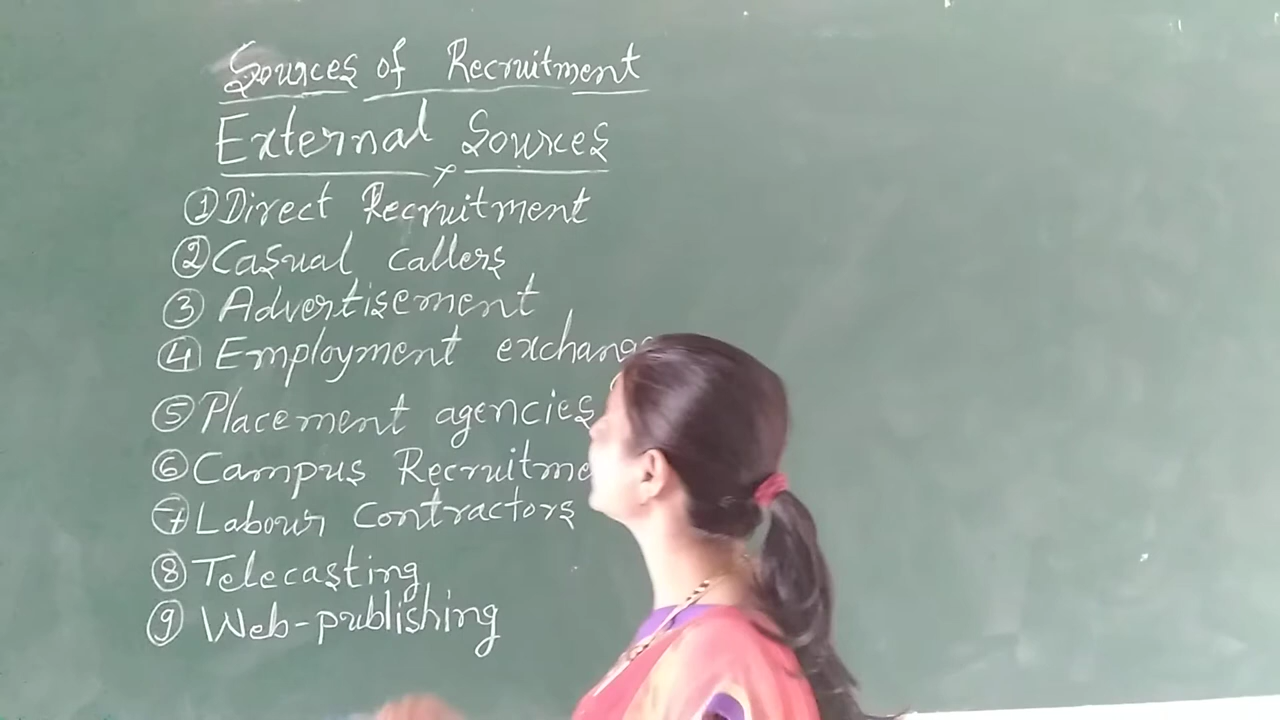 Sources of Recruitment
External Sources
① Direct Recruitment
② Casual callers
③ Advertisement
④ Employment exchang
⑤ Placement agencies
⑥ Campus Recruitme
⑦ Labour Contractors
⑧ Telecasting
⑨ Web-publishing